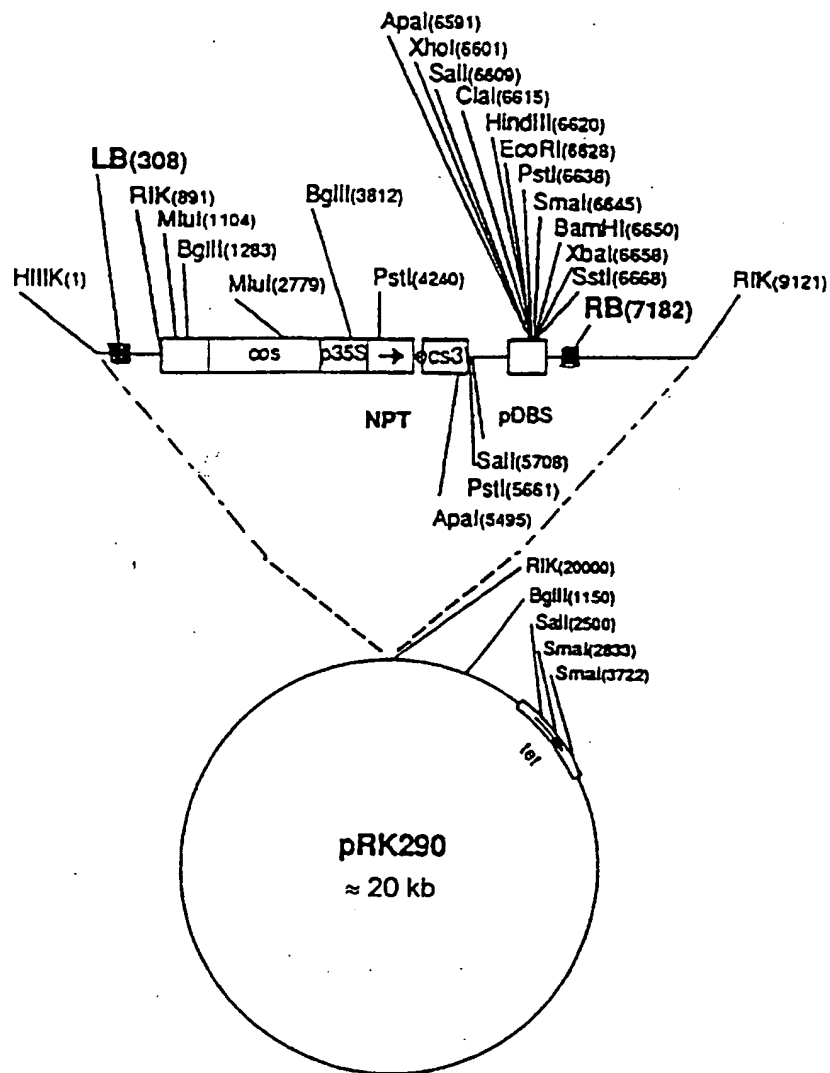 ApaI(6591)
XhoI(6601)
SalI(6609)
ClaI(6615)
HindIII(6620)
EcoRI(6628)
PstI(6638)
SmaI(6645)
BamHI(6650)
XbaI(6658)
SstI(6668)
LB(308)
RIK(891)
MluI(1104)
BglII(1283)
BglII(3812)
HIIIK(1)
MluI(2779)
PstI(4240)
RB(7182)
RIK(9121)
cos
p35S
cs3'
NPT
pDBS
SalI(5708)
PstI(5661)
ApaI(5495)
RIK(20000)
BglII(1150)
SalI(2500)
SmaI(2833)
SmaI(3722)
tet
pRK290
≈ 20 kb